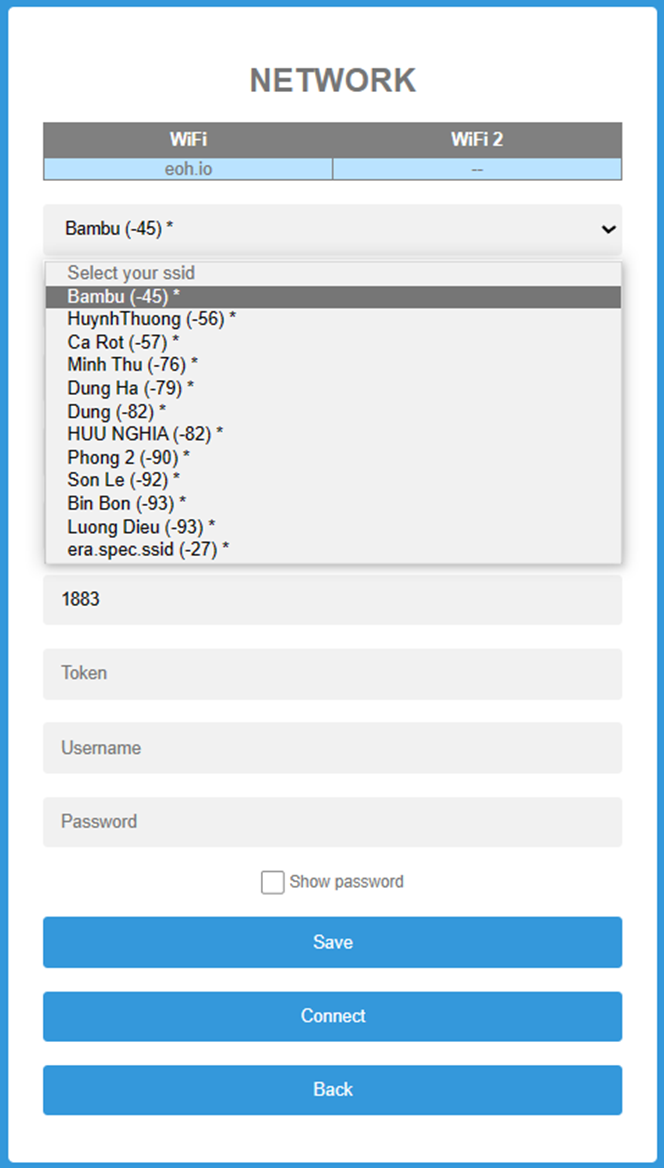 NETWORK
WiFi WiFi 2
eoh.io --
Bambu (-45) *
Select your ssid
Bambu (-45) *
HuynhThuong (-56) *
Ca Rot (-57) *
Minh Thu (-76) *
Dung Ha (-79) *
Dung (-82) *
HUU NGHIA (-82) *
Phong 2 (-90) *
Son Le (-92) *
Bin Bon (-93) *
Luong Dieu (-93) *
era.spec.ssid (-27) *
1883
Token
Username
Password
Show password
Save
Connect
Back